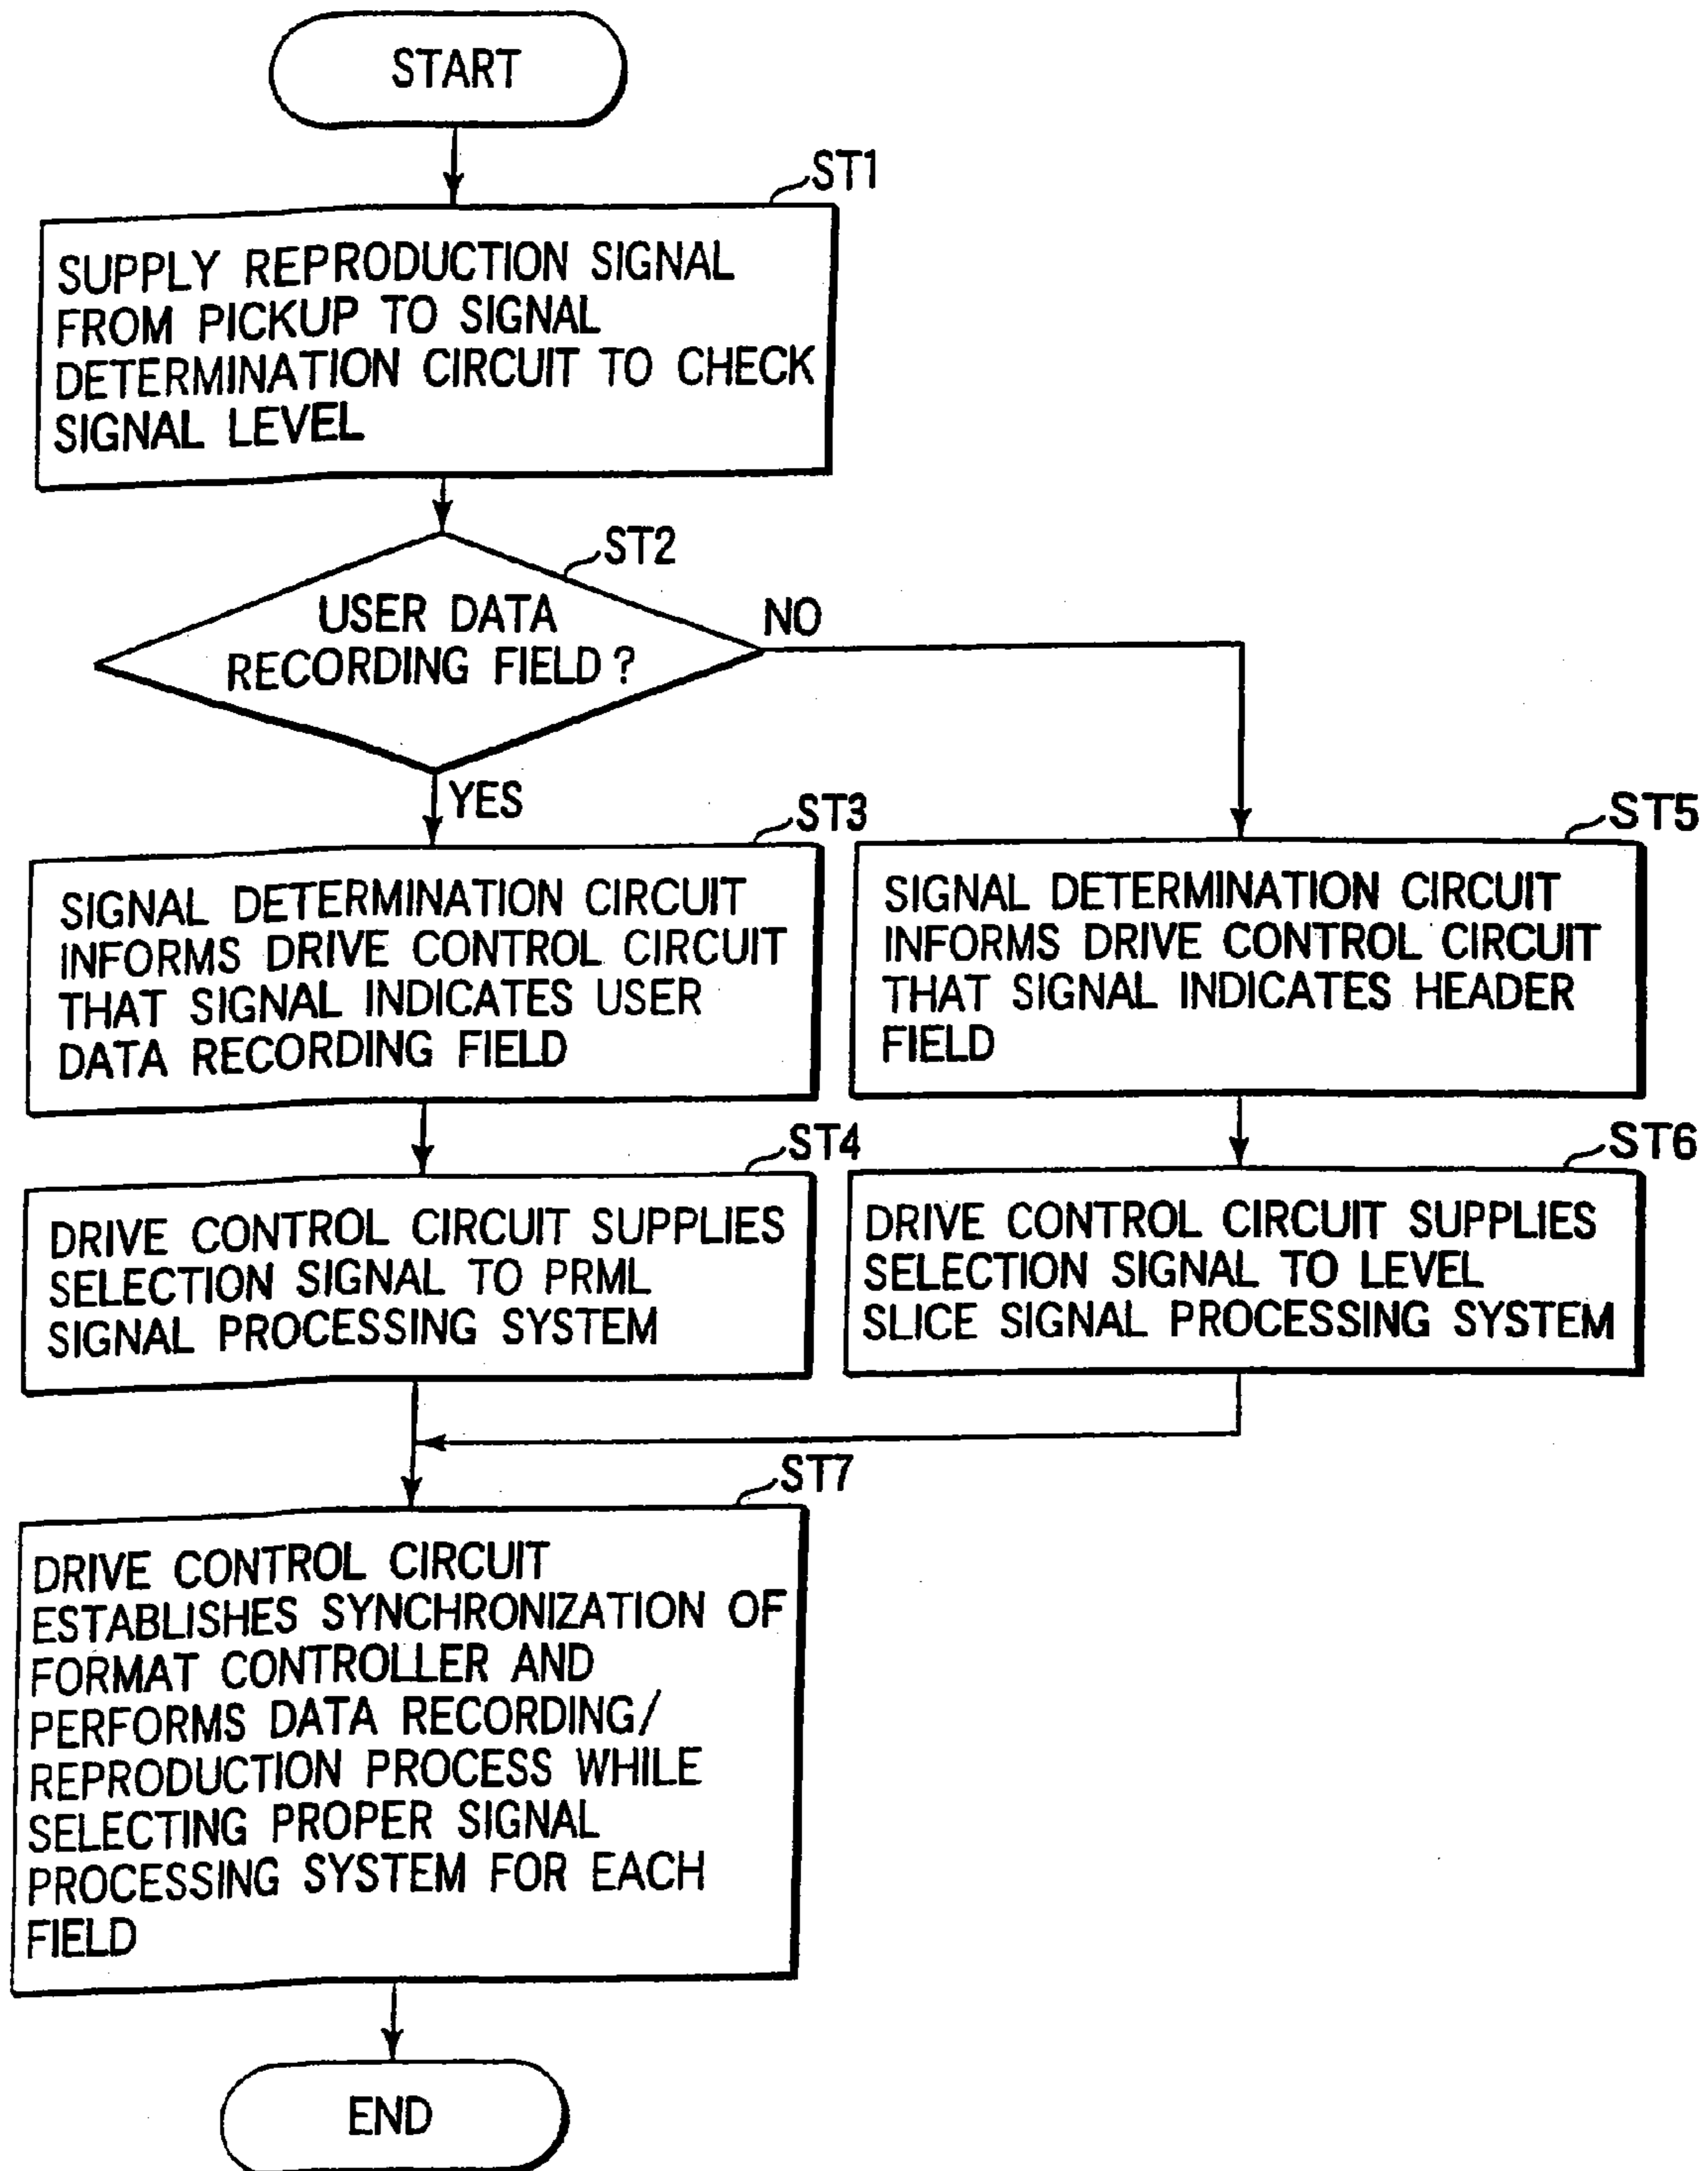 START
ST1
SUPPLY REPRODUCTION SIGNAL
FROM PICKUP TO SIGNAL
DETERMINATION CIRCUIT TO CHECK
SIGNAL LEVEL
ST2
USER DATA
RECORDING FIELD?
NO
YES
ST3
SIGNAL DETERMINATION CIRCUIT
INFORMS DRIVE CONTROL CIRCUIT
THAT SIGNAL INDICATES USER
DATA RECORDING FIELD
ST5
SIGNAL DETERMINATION CIRCUIT
INFORMS DRIVE CONTROL CIRCUIT
THAT SIGNAL INDICATES HEADER
FIELD
ST4
DRIVE CONTROL CIRCUIT SUPPLIES
SELECTION SIGNAL TO PRML
SIGNAL PROCESSING SYSTEM
ST6
DRIVE CONTROL CIRCUIT SUPPLIES
SELECTION SIGNAL TO LEVEL
SLICE SIGNAL PROCESSING SYSTEM
ST7
DRIVE CONTROL CIRCUIT
ESTABLISHES SYNCHRONIZATION OF
FORMAT CONTROLLER AND
PERFORMS DATA RECORDING/
REPRODUCTION PROCESS WHILE
SELECTING PROPER SIGNAL
PROCESSING SYSTEM FOR EACH
FIELD
END